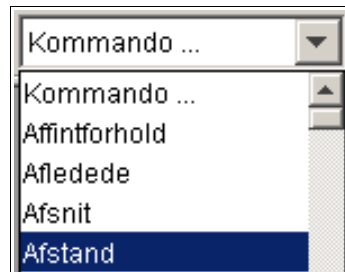 Kommando ...
Kommando ...
Affintforhold
Afledede
Afsnit
Afstand